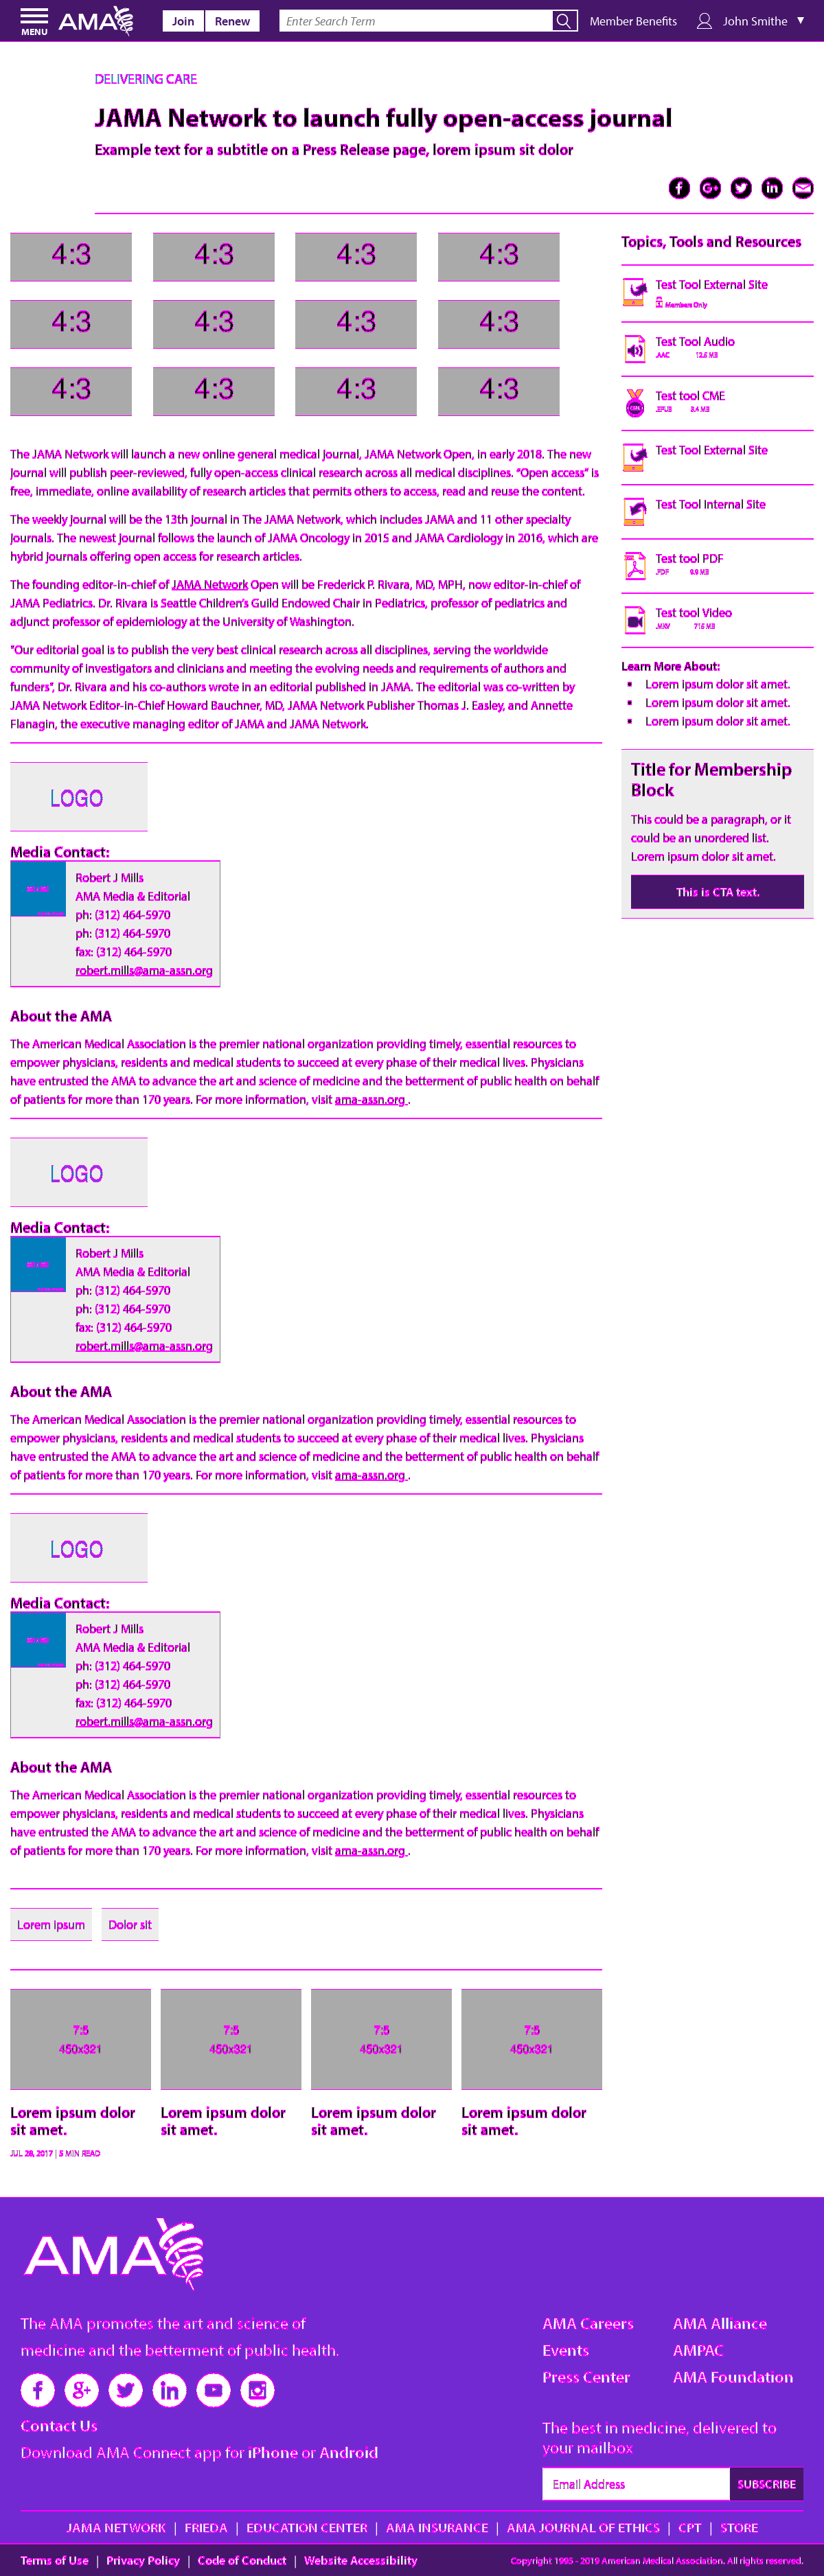 MENU
AMA
Join
Renew
Enter Search Term
Member Benefits
John Smithe
DELIVERING CARE
JAMA Network to launch fully open-access journal
Example text for a subtitle on a Press Release page, lorem ipsum sit dolor
4:3 4:3 4:3 4:3
4:3 4:3 4:3 4:3
4:3 4:3 4:3 4:3
The JAMA Network will launch a new online general medical journal, JAMA Network Open, in early 2018. The new
journal will publish peer-reviewed, fully open-access clinical research across all medical disciplines. "Open access" is
free, immediate, online availability of research articles that permits others to access, read and reuse the content.
The weekly journal will be the 13th journal in The JAMA Network, which includes JAMA and 11 other specialty
journals. The newest journal follows the launch of JAMA Oncology in 2015 and JAMA Cardiology in 2016, which are
hybrid journals offering open access for research articles.
The founding editor-in-chief of JAMA Network Open will be Frederick P. Rivara, MD, MPH, now editor-in-chief of
JAMA Pediatrics. Dr. Rivara is Seattle Children's Guild Endowed Chair in Pediatrics, professor of pediatrics and
adjunct professor of epidemiology at the University of Washington.
"Our editorial goal is to publish the very best clinical research across all disciplines, serving the worldwide
community of investigators and clinicians and meeting the evolving needs and requirements of authors and
funders", Dr. Rivara and his co-authors wrote in an editorial published in JAMA. The editorial was co-written by
JAMA Network Editor-in-Chief Howard Bauchner, MD, JAMA Network Publisher Thomas J. Easley, and Annette
Flanagin, the executive managing editor of JAMA and JAMA Network.
LOGO
Media Contact:
Robert J Mills
AMA Media & Editorial
ph: (312) 464-5970
ph: (312) 464-5970
fax: (312) 464-5970
robert.mills@ama-assn.org
About the AMA
The American Medical Association is the premier national organization providing timely, essential resources to
empower physicians, residents and medical students to succeed at every phase of their medical lives. Physicians
have entrusted the AMA to advance the art and science of medicine and the betterment of public health on behalf
of patients for more than 170 years. For more information, visit ama-assn.org .
LOGO
Media Contact:
Robert J Mills
AMA Media & Editorial
ph: (312) 464-5970
ph: (312) 464-5970
fax: (312) 464-5970
robert.mills@ama-assn.org
About the AMA
The American Medical Association is the premier national organization providing timely, essential resources to
empower physicians, residents and medical students to succeed at every phase of their medical lives. Physicians
have entrusted the AMA to advance the art and science of medicine and the betterment of public health on behalf
of patients for more than 170 years. For more information, visit ama-assn.org .
LOGO
Media Contact:
Robert J Mills
AMA Media & Editorial
ph: (312) 464-5970
ph: (312) 464-5970
fax: (312) 464-5970
robert.mills@ama-assn.org
About the AMA
The American Medical Association is the premier national organization providing timely, essential resources to
empower physicians, residents and medical students to succeed at every phase of their medical lives. Physicians
have entrusted the AMA to advance the art and science of medicine and the betterment of public health on behalf
of patients for more than 170 years. For more information, visit ama-assn.org .
Lorem ipsum
Dolor sit
7:5
450x321
Lorem ipsum dolor
sit amet.
JUL 28, 2017 | 5 MIN READ
7:5
450x321
Lorem ipsum dolor
sit amet.
7:5
450x321
Lorem ipsum dolor
sit amet.
7:5
450x321
Lorem ipsum dolor
sit amet.
Topics, Tools and Resources
Test Tool External Site
Members Only
Test Tool Audio
.AAC 12.5 MB
Test tool CME
.EPUB 2.4 MB
Test Tool External Site
Test Tool Internal Site
Test tool PDF
.PDF 9.9 MB
Test tool Video
.MKV 715 MB
Learn More About:
Lorem ipsum dolor sit amet.
Lorem ipsum dolor sit amet.
Lorem ipsum dolor sit amet.
Title for Membership
Block
This could be a paragraph, or it
could be an unordered list.
Lorem ipsum dolor sit amet.
This is CTA text.
AMA
The AMA promotes the art and science of
medicine and the betterment of public health.
Contact Us
Download AMA Connect app for iPhone or Android
AMA Careers
Events
Press Center
AMA Alliance
AMPAC
AMA Foundation
The best in medicine, delivered to
your mailbox
Email Address
SUBSCRIBE
JAMA NETWORK | FRIEDA | EDUCATION CENTER | AMA INSURANCE | AMA JOURNAL OF ETHICS | CPT | STORE
Terms of Use | Privacy Policy | Code of Conduct | Website Accessibility
Copyright 1995 - 2019 American Medical Association. All rights reserved.